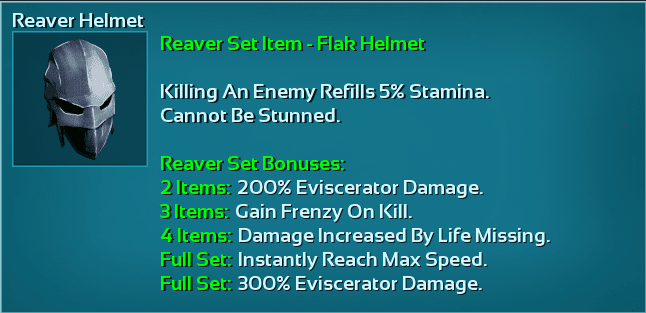 Reaver Helmet
Reaver Set Item - Flak Helmet
Killing An Enemy Refills 5% Stamina.
Cannot Be Stunned.
Reaver Set Bonuses:
2 Items: 200% Eviscerator Damage.
3 Items: Gain Frenzy On Kill.
4 Items: Damage Increased By Life Missing.
Full Set: Instantly Reach Max Speed.
Full Set: 300% Eviscerator Damage.